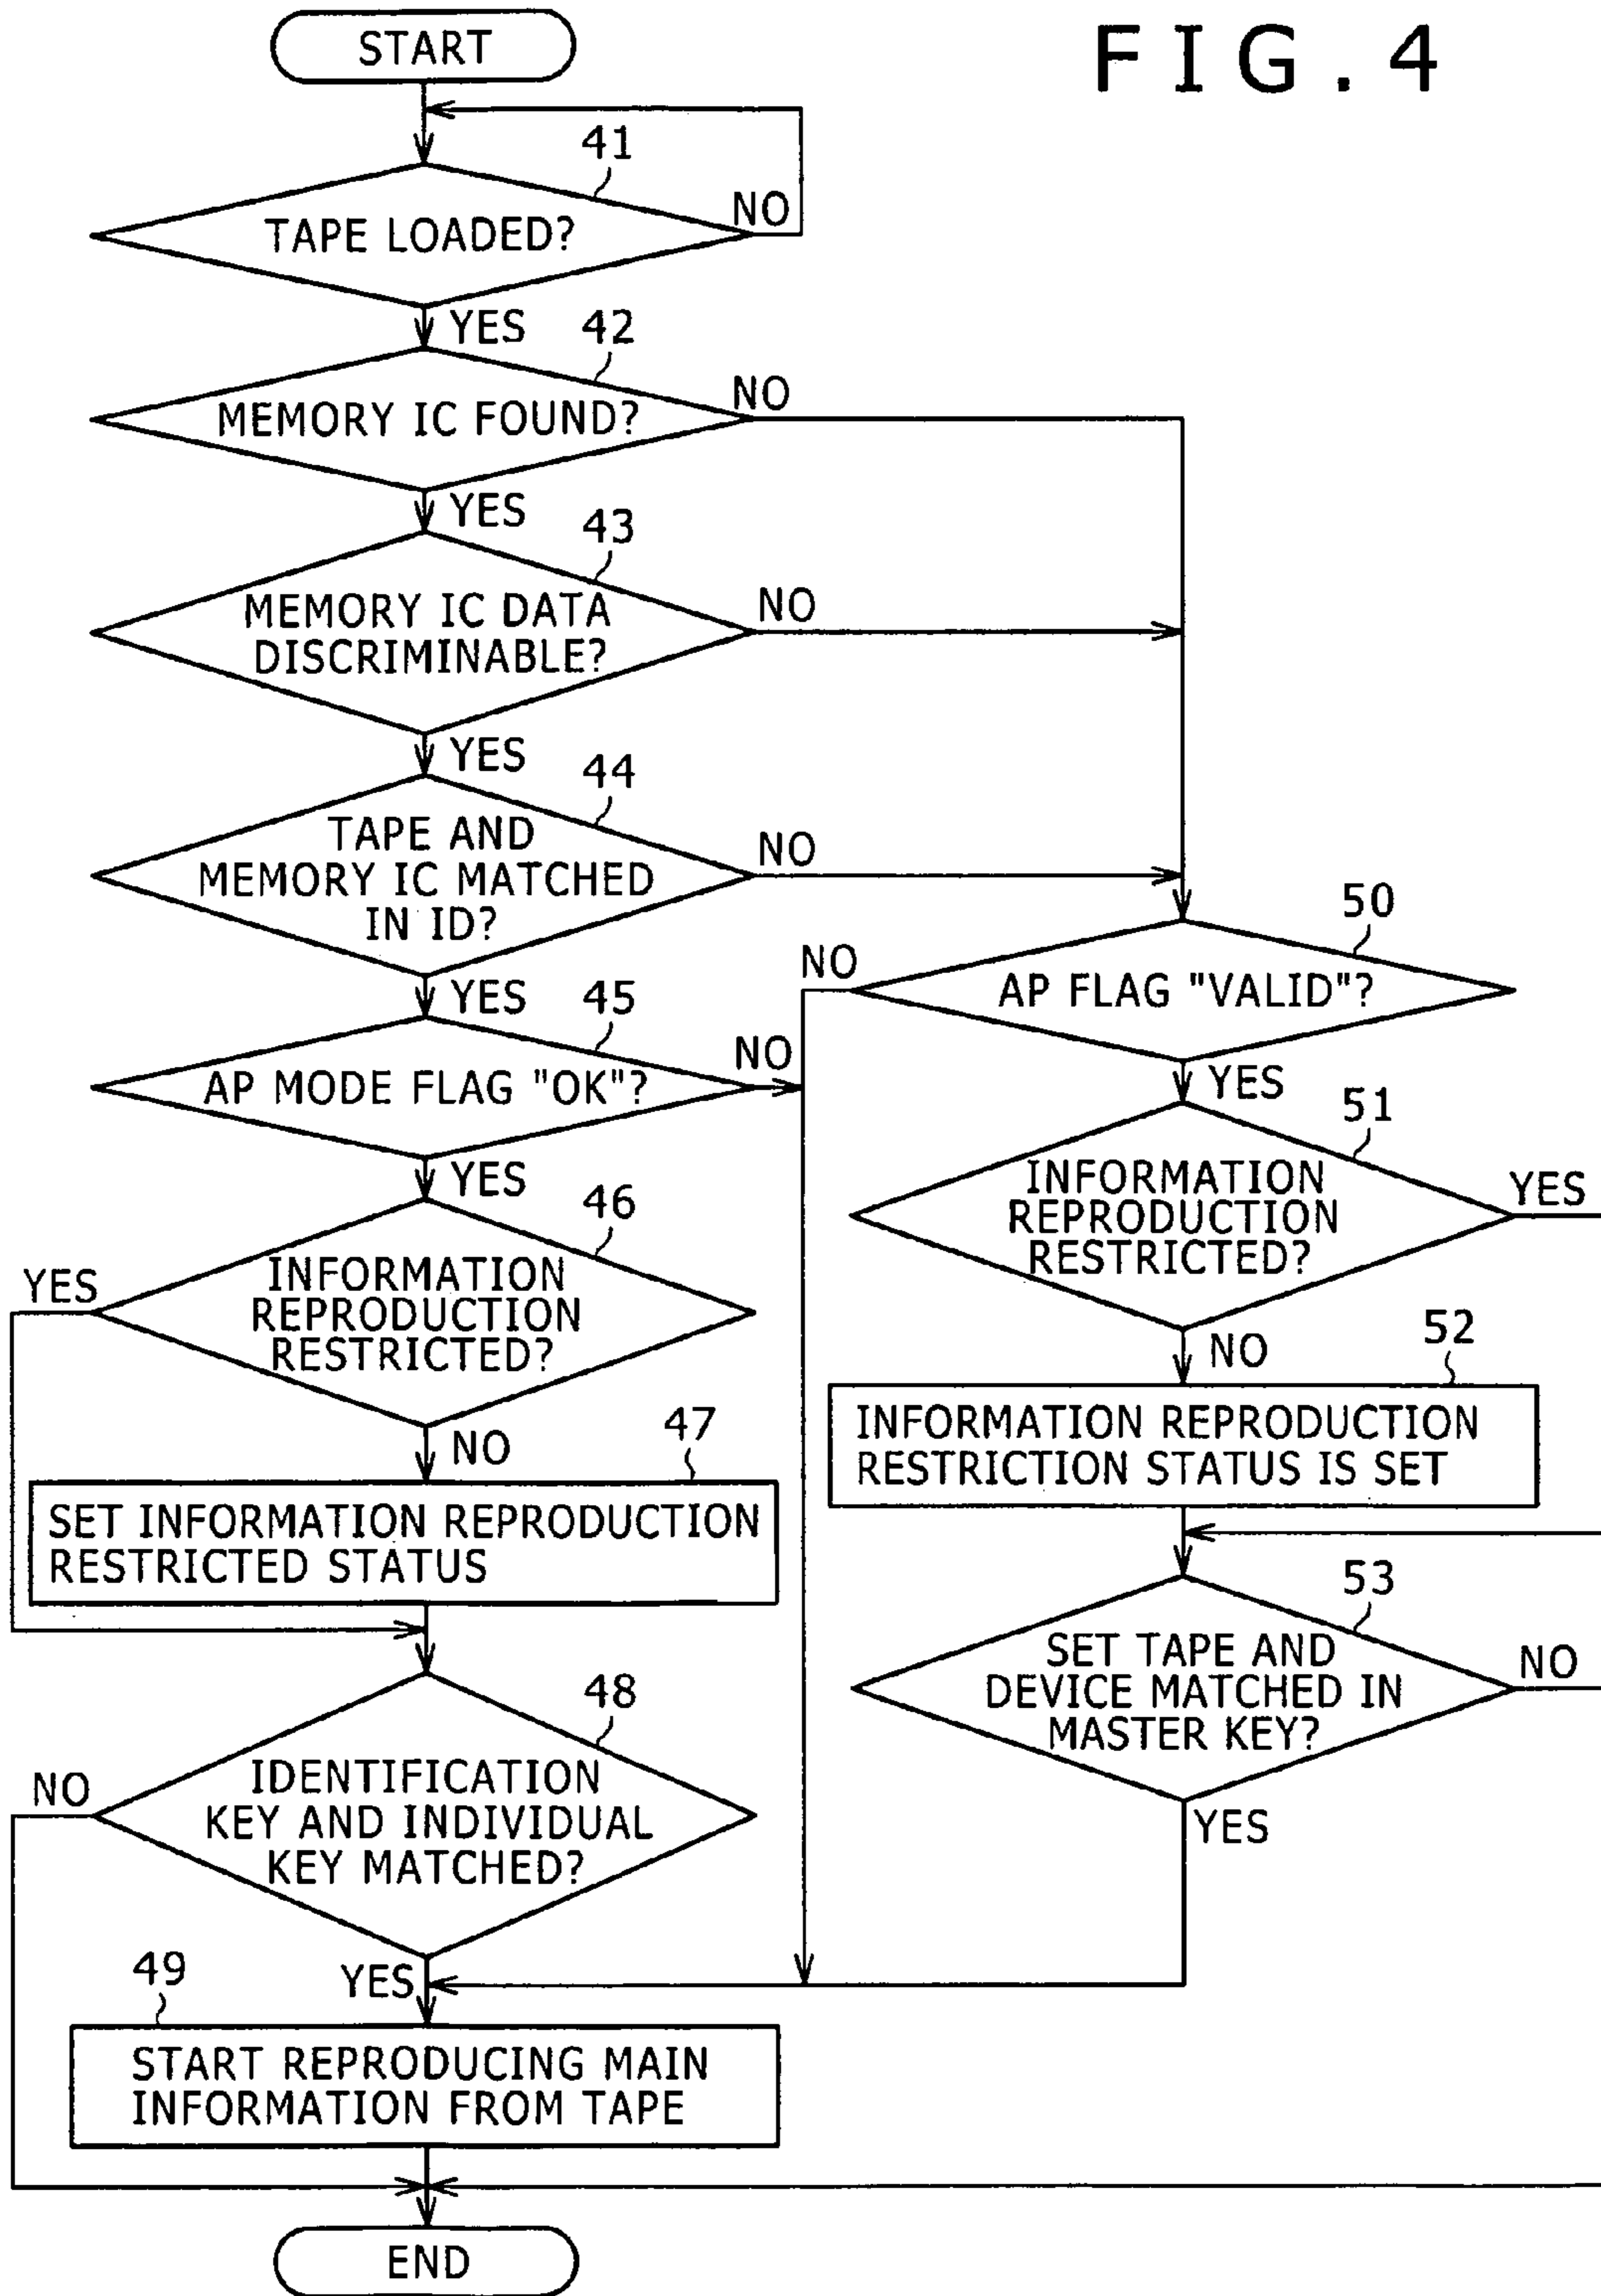 FIG.4
START
41
TAPE LOADED?
NO
YES
42
MEMORY IC FOUND?
NO
YES
43
MEMORY IC DATA
DISCRIMINABLE?
NO
YES
44
TAPE AND
MEMORY IC MATCHED
IN ID?
NO
YES
45
AP MODE FLAG "OK"?
NO
YES
46
INFORMATION
REPRODUCTION
RESTRICTED?
YES
NO
47
SET INFORMATION REPRODUCTION
RESTRICTED STATUS
48
IDENTIFICATION
KEY AND INDIVIDUAL
KEY MATCHED?
NO
YES
49
START REPRODUCING MAIN
INFORMATION FROM TAPE
END
50
AP FLAG "VALID"?
NO
YES
51
INFORMATION
REPRODUCTION
RESTRICTED?
YES
NO
52
INFORMATION REPRODUCTION
RESTRICTION STATUS IS SET
53
SET TAPE AND
DEVICE MATCHED IN
MASTER KEY?
NO
YES